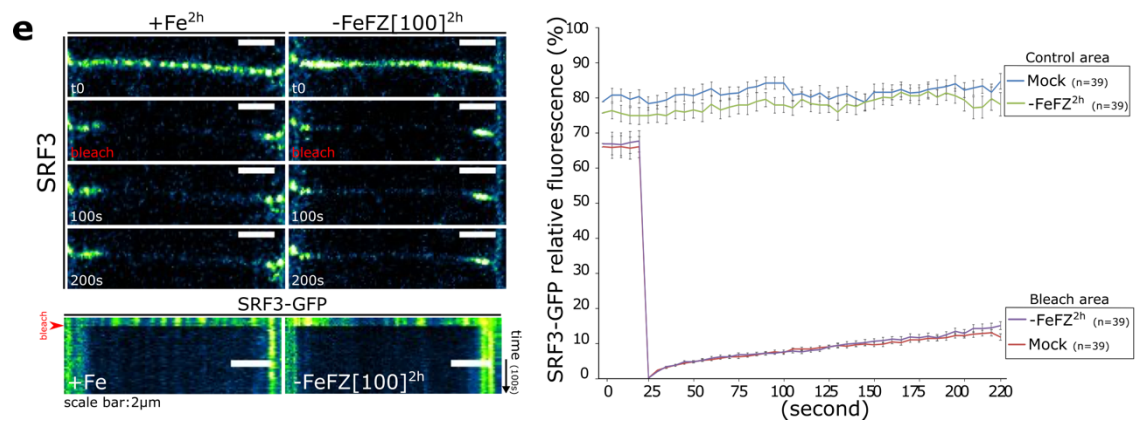 e
+Fe2h
-FeFZ[100]2h
SRF3
t0
t0
bleach
bleach
100s
100s
200s
200s
SRF3-GFP
bleach
+Fe
-FeFZ[100]2h
time (100s)
scale bar:2µm
SRF3-GFP relative fluorescence (%)
100
90
80
70
60
50
40
30
20
10
0
0 25 50 75 100 125 150 175 200 220
(second)
Control area
Mock (n=39)
-FeFZ2h (n=39)
Bleach area
-FeFZ2h (n=39)
Mock (n=39)